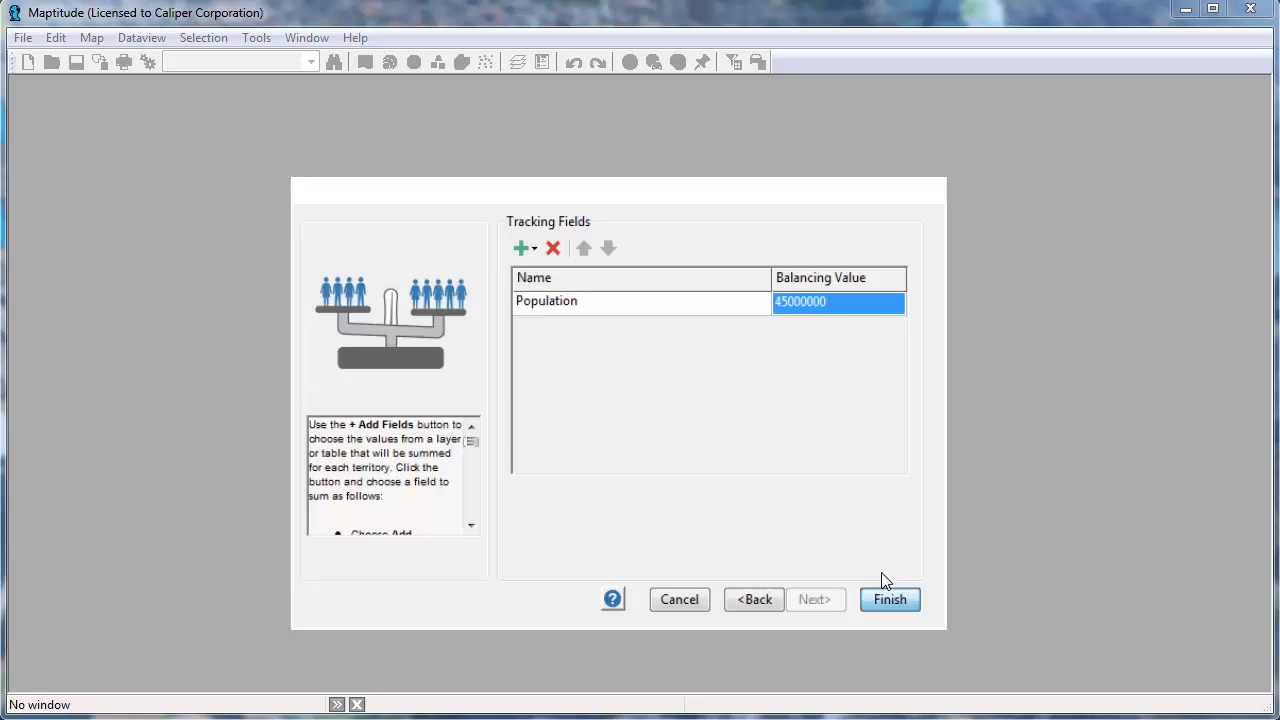 Maptitude (Licensed to Caliper Corporation)
File Edit Map Dataview Selection Tools Window Help
Tracking Fields
Name Balancing Value
Population 45000000
Use the + Add Fields button to
choose the values from a layer
or table that will be summed
for each territory. Click the
button and choose a field to
sum as follows:
• Choose Add
? Cancel <Back Next> Finish
No window